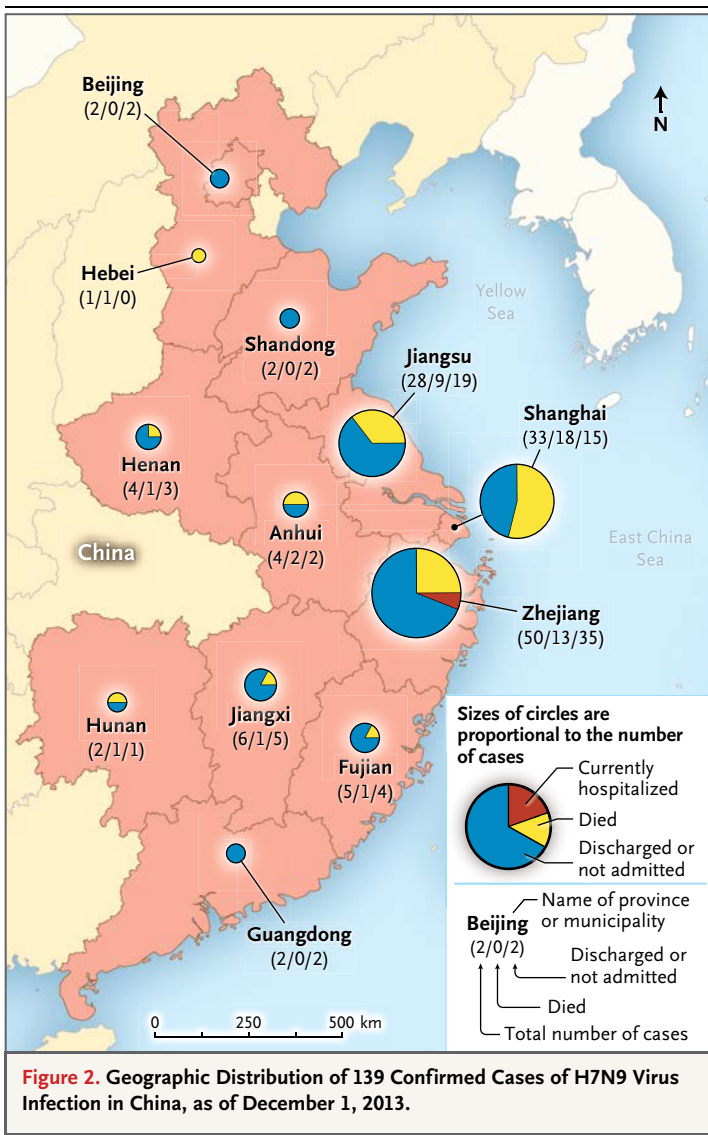 Beijing
(2/0/2)
N
Hebei
(1/1/0)
Yellow
Sea
Shandong
(2/0/2)
Jiangsu
(28/9/19)
Shanghai
(33/18/15)
Henan
(4/1/3)
Anhui
(4/2/2)
East China
Sea
China
Zhejiang
(50/13/35)
Hunan
(2/1/1)
Jiangxi
(6/1/5)
Fujian
(5/1/4)
Guangdong
(2/0/2)
0 250 500 km
Sizes of circles are
proportional to the number
of cases
Currently
hospitalized
Died
Discharged or
not admitted
Name of province
or municipality
Beijing
(2/0/2)
Discharged or
not admitted
Died
Total number of cases
Figure 2. Geographic Distribution of 139 Confirmed Cases of H7N9 Virus
Infection in China, as of December 1, 2013.